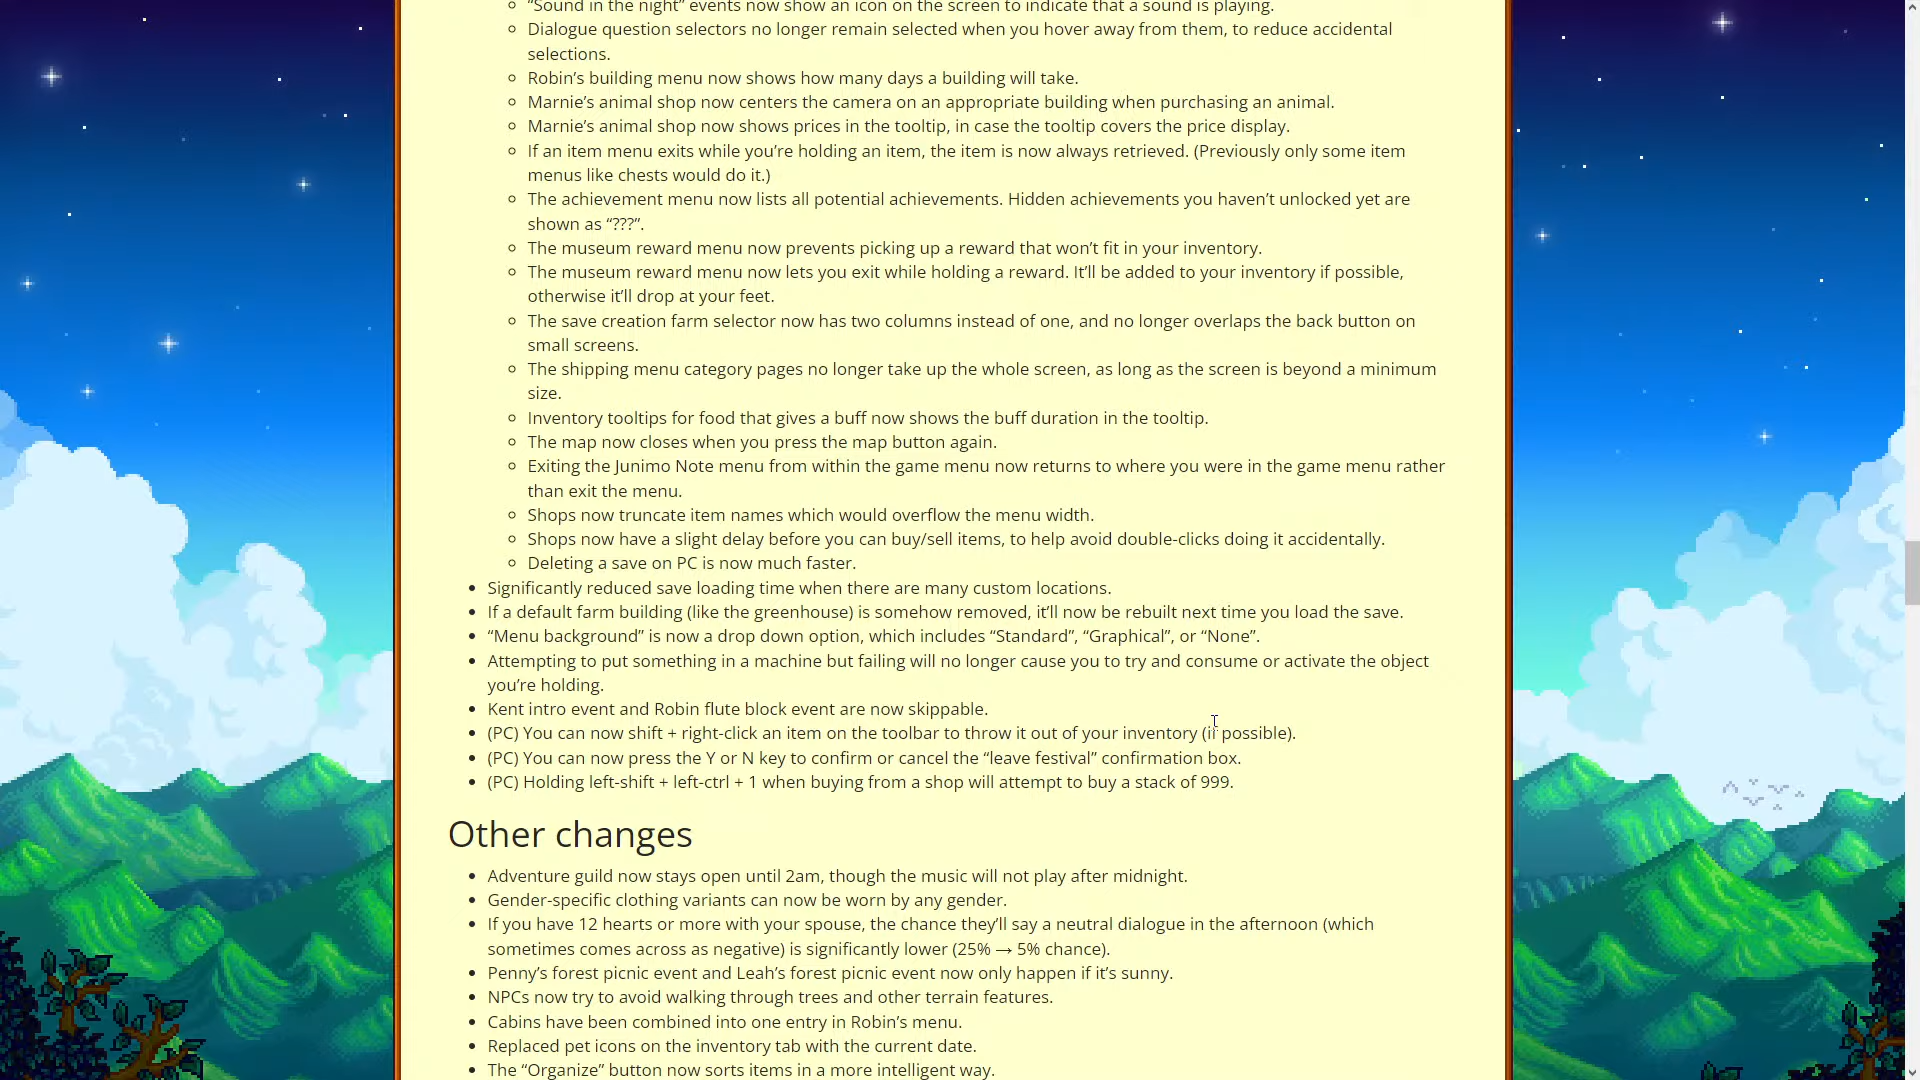 “Sound in the night” events now show an icon on the screen to indicate that a sound is playing.
Dialogue question selectors no longer remain selected when you hover away from them, to reduce accidental
selections.
Robin’s building menu now shows how many days a building will take.
Marnie’s animal shop now centers the camera on an appropriate building when purchasing an animal.
Marnie’s animal shop now shows prices in the tooltip, in case the tooltip covers the price display.
If an item menu exits while you’re holding an item, the item is now always retrieved. (Previously only some item
menus like chests would do it.)
The achievement menu now lists all potential achievements. Hidden achievements you haven’t unlocked yet are
shown as “???”.
The museum reward menu now prevents picking up a reward that won’t fit in your inventory.
The museum reward menu now lets you exit while holding a reward. It’ll be added to your inventory if possible,
otherwise it’ll drop at your feet.
The save creation farm selector now has two columns instead of one, and no longer overlaps the back button on
small screens.
The shipping menu category pages no longer take up the whole screen, as long as the screen is beyond a minimum
size.
Inventory tooltips for food that gives a buff now shows the buff duration in the tooltip.
The map now closes when you press the map button again.
Exiting the Junimo Note menu from within the game menu now returns to where you were in the game menu rather
than exit the menu.
Shops now truncate item names which would overflow the menu width.
Shops now have a slight delay before you can buy/sell items, to help avoid double-clicks doing it accidentally.
Deleting a save on PC is now much faster.
Significantly reduced save loading time when there are many custom locations.
If a default farm building (like the greenhouse) is somehow removed, it’ll now be rebuilt next time you load the save.
“Menu background” is now a drop down option, which includes “Standard”, “Graphical”, or “None”.
Attempting to put something in a machine but failing will no longer cause you to try and consume or activate the object
you’re holding.
Kent intro event and Robin flute block event are now skippable.
(PC) You can now shift + right-click an item on the toolbar to throw it out of your inventory (if possible).
(PC) You can now press the Y or N key to confirm or cancel the “leave festival” confirmation box.
(PC) Holding left-shift + left-ctrl + 1 when buying from a shop will attempt to buy a stack of 999.
Other changes
Adventure guild now stays open until 2am, though the music will not play after midnight.
Gender-specific clothing variants can now be worn by any gender.
If you have 12 hearts or more with your spouse, the chance they’ll say a neutral dialogue in the afternoon (which
sometimes comes across as negative) is significantly lower (25% → 5% chance).
Penny’s forest picnic event and Leah’s forest picnic event now only happen if it’s sunny.
NPCs now try to avoid walking through trees and other terrain features.
Cabins have been combined into one entry in Robin’s menu.
Replaced pet icons on the inventory tab with the current date.
The “Organize” button now sorts items in a more intelligent way.